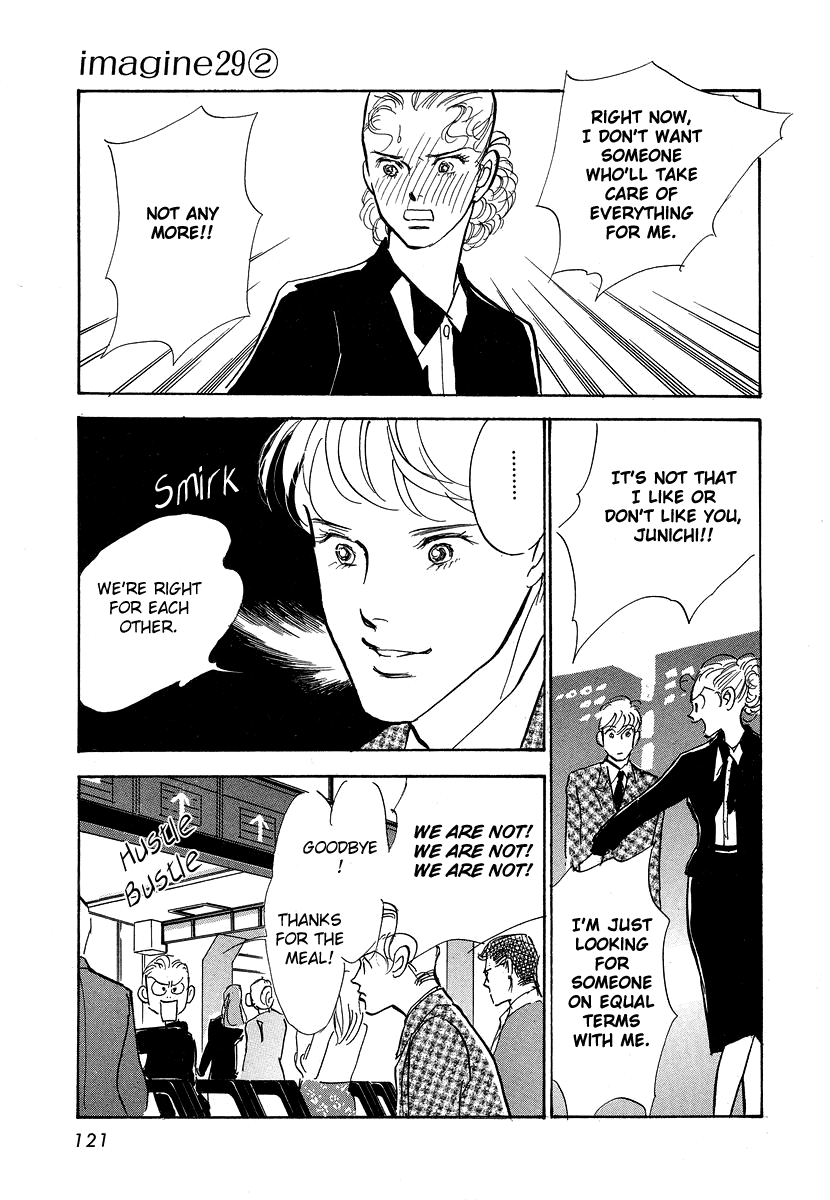 imagine29②
RIGHT NOW,
I DON'T WANT
SOMEONE
WHO'LL TAKE
CARE OF
EVERYTHING
FOR ME.
NOT ANY
MORE!!
IT'S NOT THAT
I LIKE OR
DON'T LIKE YOU,
JUNICHI!!
I'M JUST
LOOKING
FOR
SOMEONE
ON EQUAL
TERMS
WITH ME.
.........
Smirk
WE'RE RIGHT
FOR EACH
OTHER.
WE ARE NOT!
WE ARE NOT!
WE ARE NOT!
GOODBYE
!
THANKS
FOR THE
MEAL!
Hustle
Bustle
121